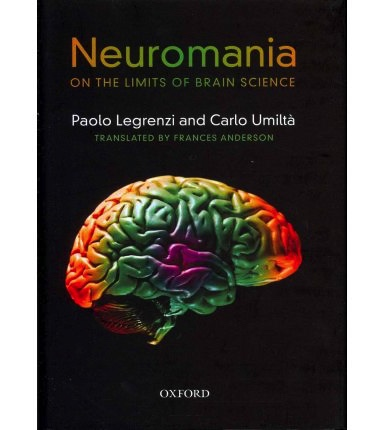 Neuromania
ON THE LIMITS OF BRAIN SCIENCE
Paolo Legrenzi and Carlo Umiltà
TRANSLATED BY FRANCES ANDERSON
OXFORD